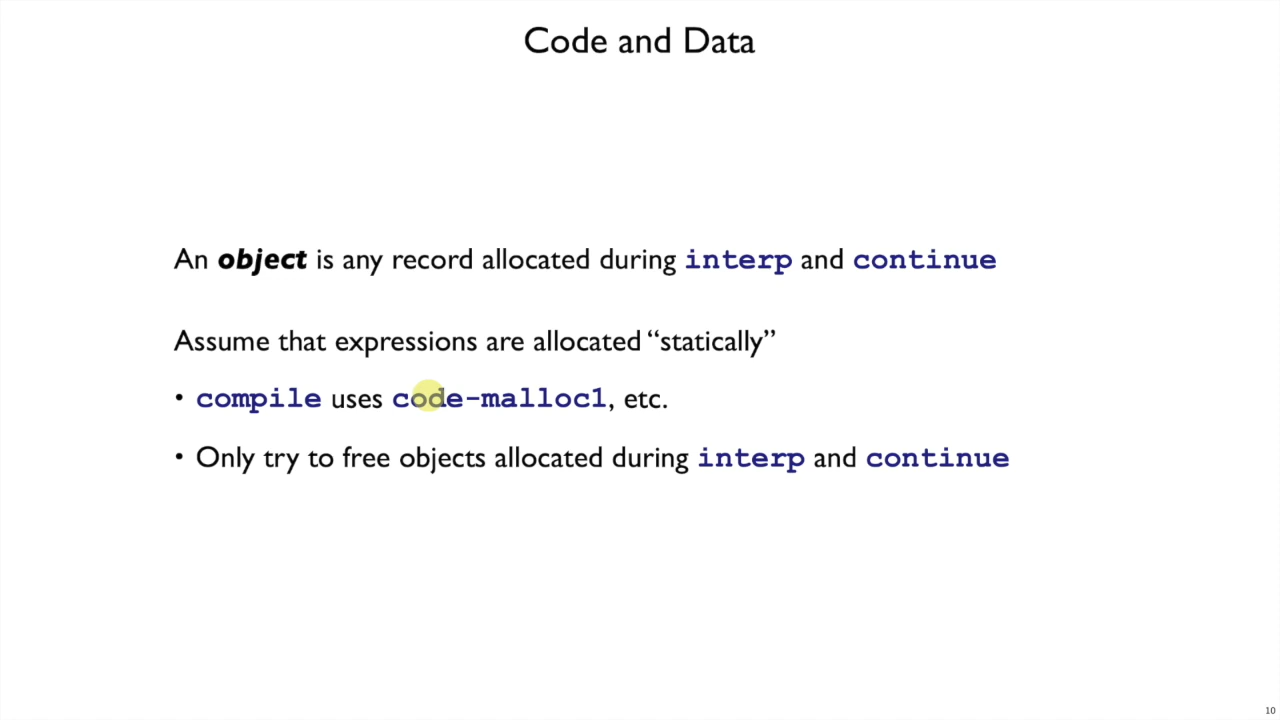 Code and Data
An object is any record allocated during interp and continue
Assume that expressions are allocated “statically”
• compile uses code-malloc1, etc.
• Only try to free objects allocated during interp and continue
10